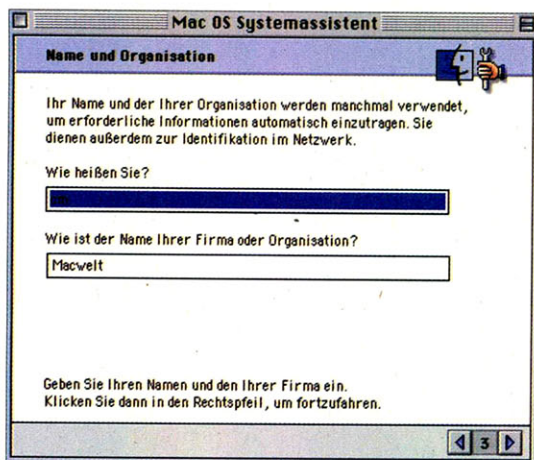 Mac OS Systemassistent
Name und Organisation
Ihr Name und der Ihrer Organisation werden manchmal verwendet,
um erforderliche Informationen automatisch einzutragen. Sie
dienen außerdem zur Identifikation im Netzwerk.
Wie heißen Sie?
Wie ist der Name Ihrer Firma oder Organisation?
Macwelt
Geben Sie Ihren Namen und den Ihrer Firma ein.
Klicken Sie dann in den Rechtspfeil, um fortzufahren.
3